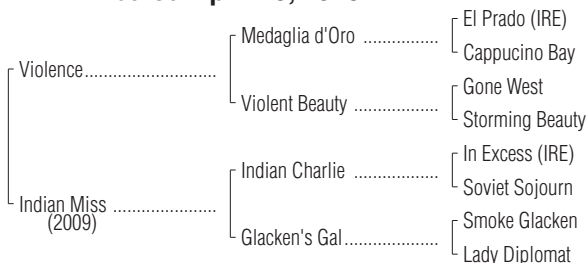 Medaglia d'Oro ..................
El Prado (IRE)
Cappucino Bay
Violence................................
Violent Beauty ..................
Gone West
Storming Beauty
Indian Charlie ..................
In Excess (IRE)
Soviet Sojourn
Indian Miss .........................
(2009)
Glacken's Gal....................
Smoke Glacken
Lady Diplomat